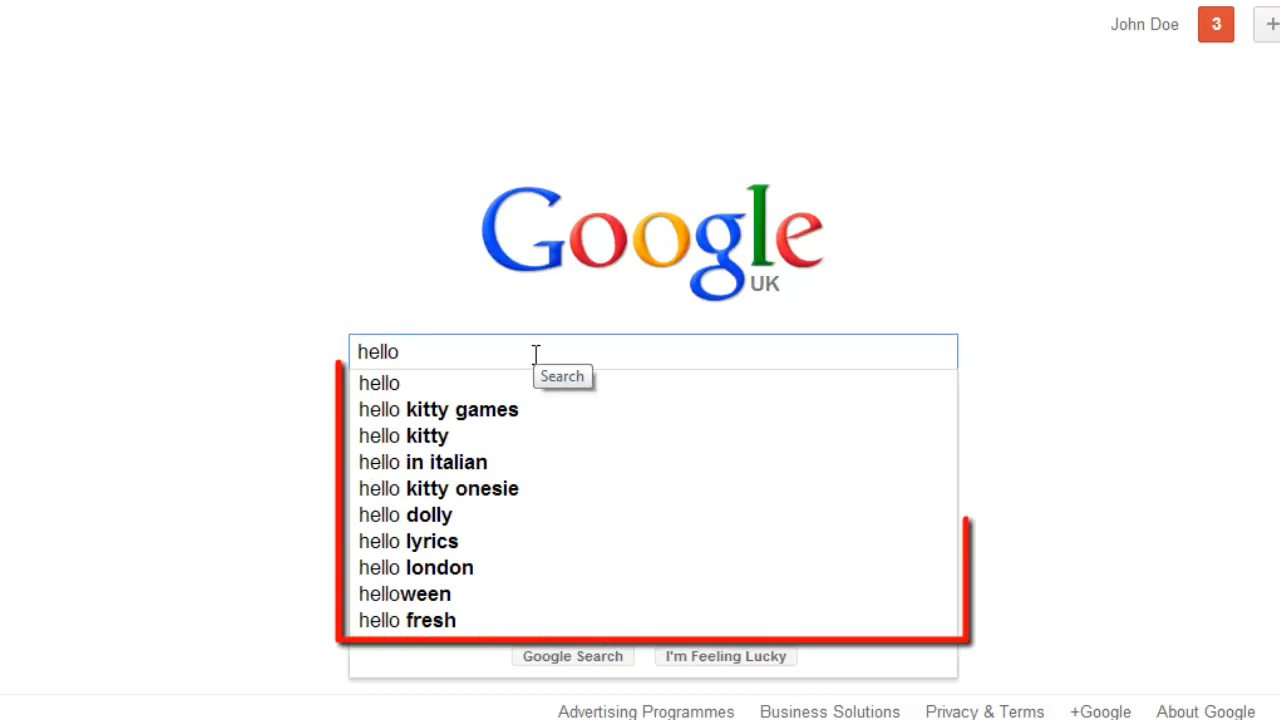 John Doe 3 +
Google
UK
hello
Search
hello
hello kitty games
hello kitty
hello in italian
hello kitty onesie
hello dolly
hello lyrics
hello london
helloween
hello fresh
Google Search I'm Feeling Lucky
Advertising Programmes Business Solutions Privacy & Terms +Google About Google